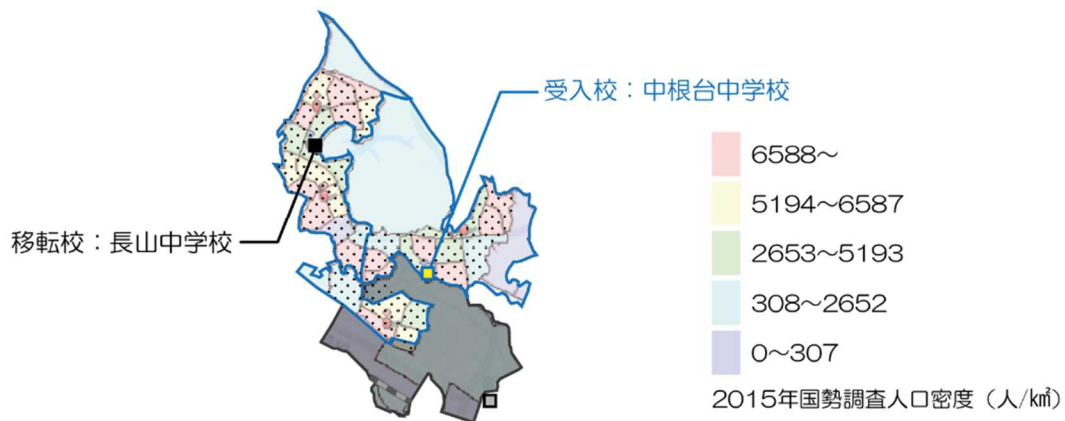 受入校：中根台中学校
移転校：長山中学校
6588～
5194～6587
2653～5193
308～2652
0～307
2015年国勢調査人口密度（人/k㎡）